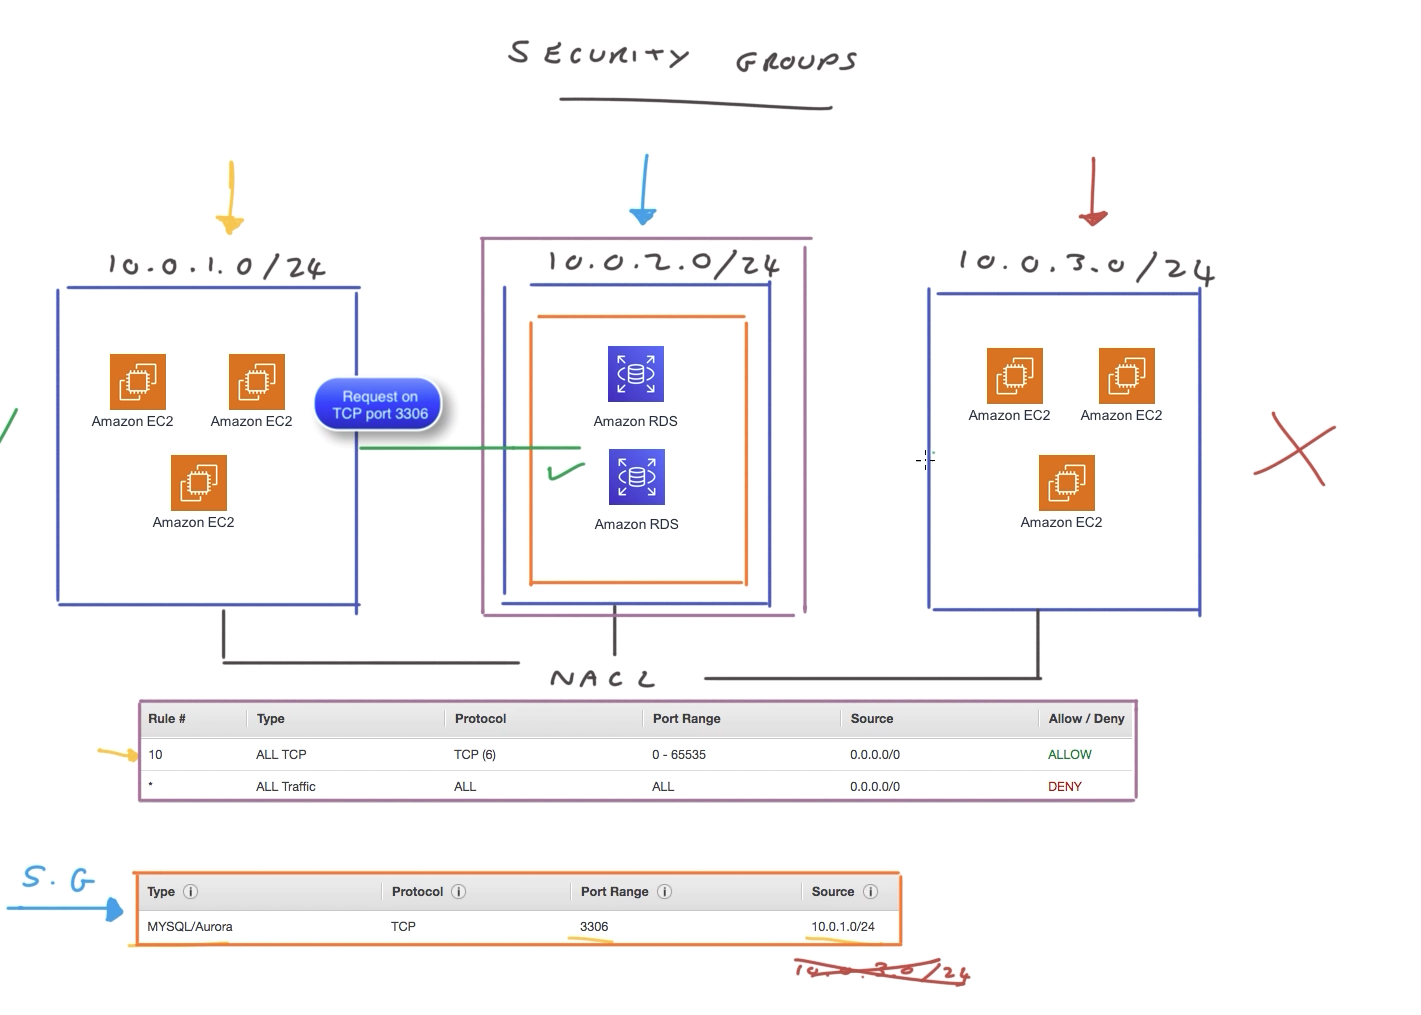 SECURITY GROUPS
10.0.1.0/24
10.0.2.0/24
10.0.3.0/24
Amazon EC2
Amazon EC2
Amazon EC2
Request on
TCP port 3306
Amazon RDS
Amazon RDS
Amazon EC2
Amazon EC2
Amazon EC2
NACL
Rule # Type Protocol Port Range Source Allow / Deny
10 ALL TCP TCP (6) 0 - 65535 0.0.0.0/0 ALLOW
* ALL Traffic ALL ALL 0.0.0.0/0 DENY
S.G
Type i Protocol i Port Range i Source i
MYSQL/Aurora TCP 3306 10.0.1.0/24
10.0.3.0/24